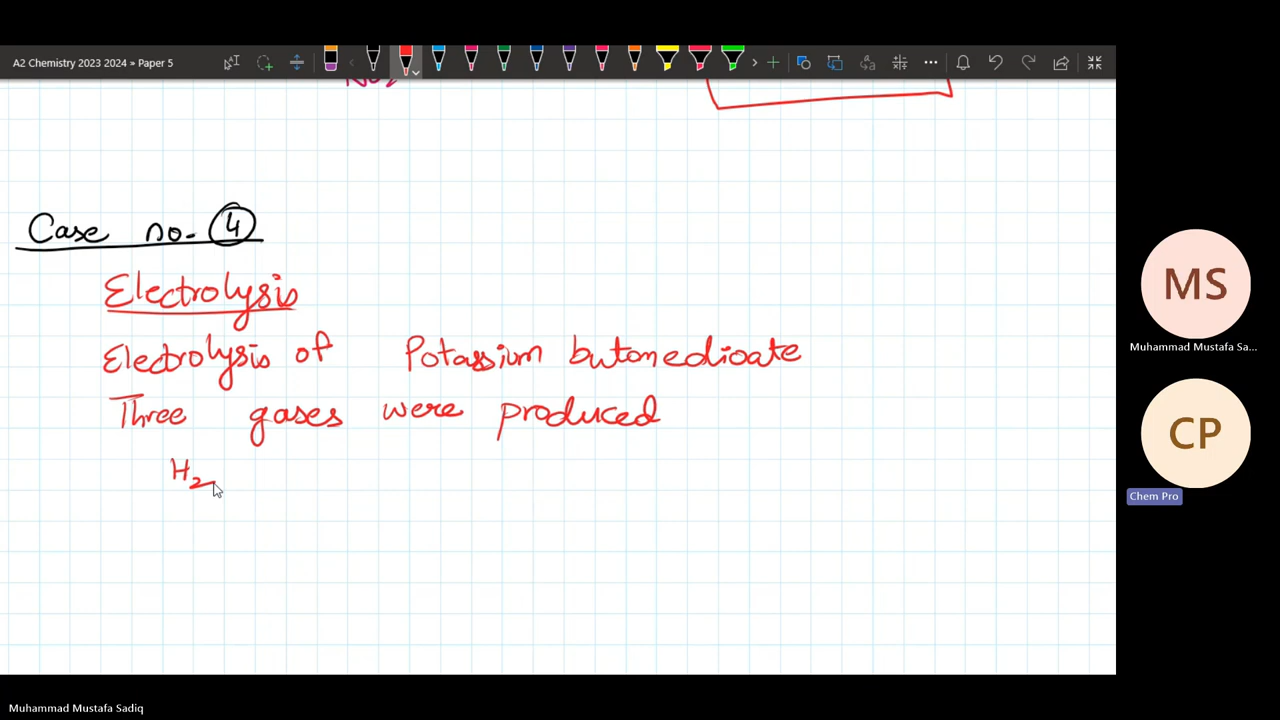 A2 Chemistry 2023 2024 » Paper 5
Case no. 4
Electrolysis
Electrolysis of Potassium butanedioate
Three gases were produced
H2
MS
Muhammad Mustafa Sa...
CP
Chem Pro
Muhammad Mustafa Sadiq